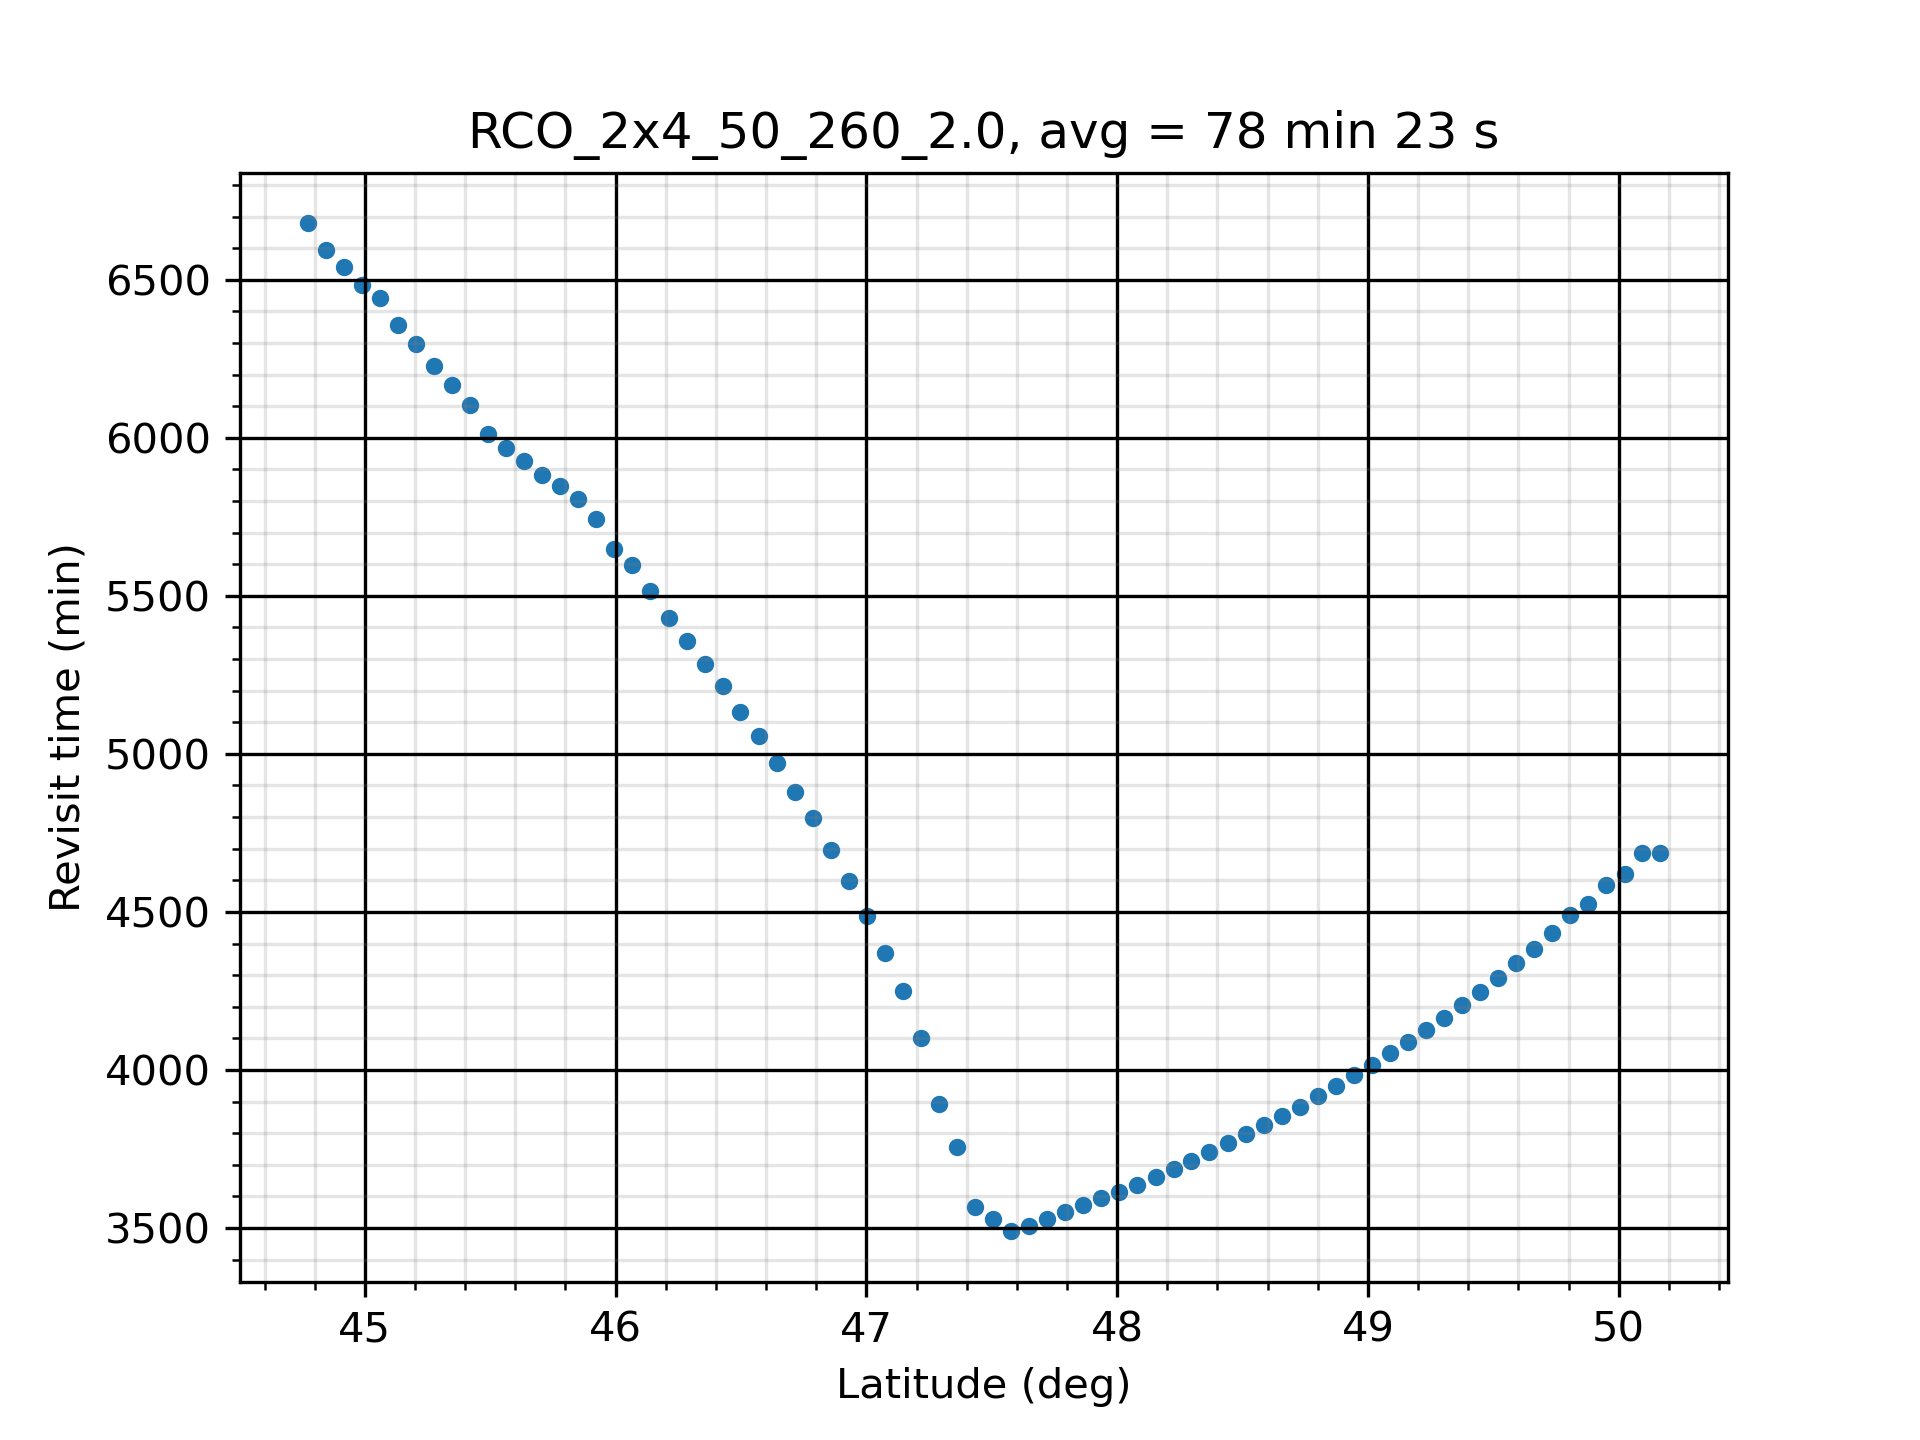 RCO_2x4_50_260_2.0, avg = 78 min 23 s
Revisit time (min)
6500
6000
5500
5000
4500
4000
3500
45 46 47 48 49 50
Latitude (deg)